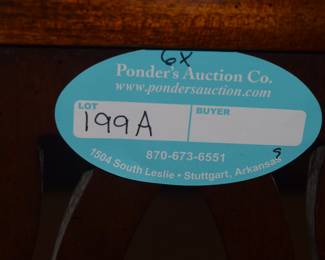 6x
Ponder's Auction Co.
www.pondersauction.com
LOT BUYER
199A
870-673-6551
1504 South Leslie • Stuttgart, Arkansas